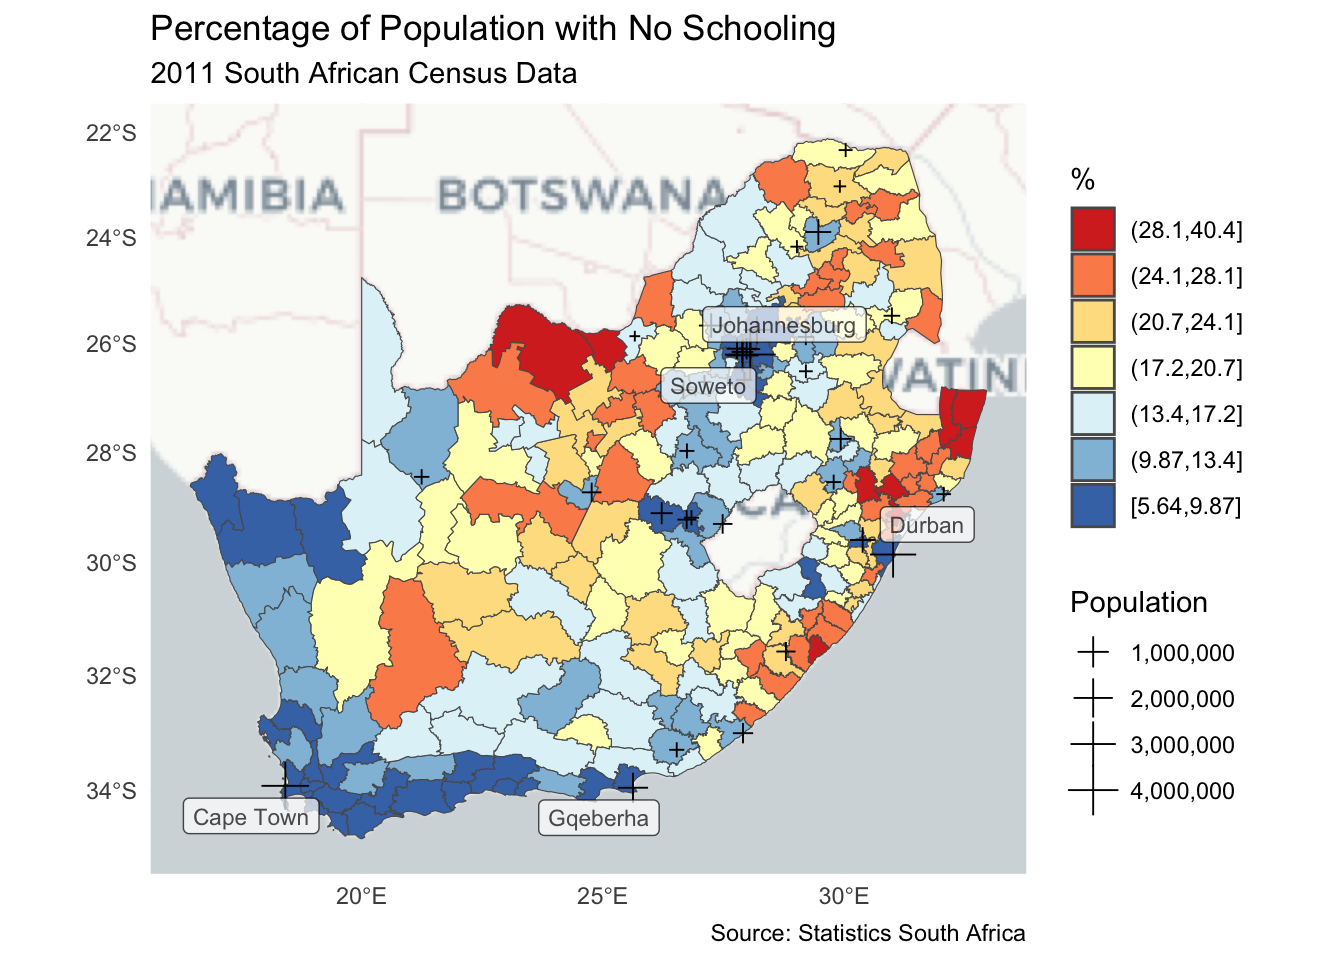 Percentage of Population with No Schooling
2011 South African Census Data
22°S
24°S
26°S
28°S
30°S
32°S
34°S
AMIBIA
BOTSWANA
VATINI
CA
Johannesburg
Soweto
Durban
Cape Town
Gqeberha
20°E
25°E
30°E
%
(28.1,40.4]
(24.1,28.1]
(20.7,24.1]
(17.2,20.7]
(13.4,17.2]
(9.87,13.4]
[5.64,9.87]
Population
1,000,000
2,000,000
3,000,000
4,000,000
Source: Statistics South Africa